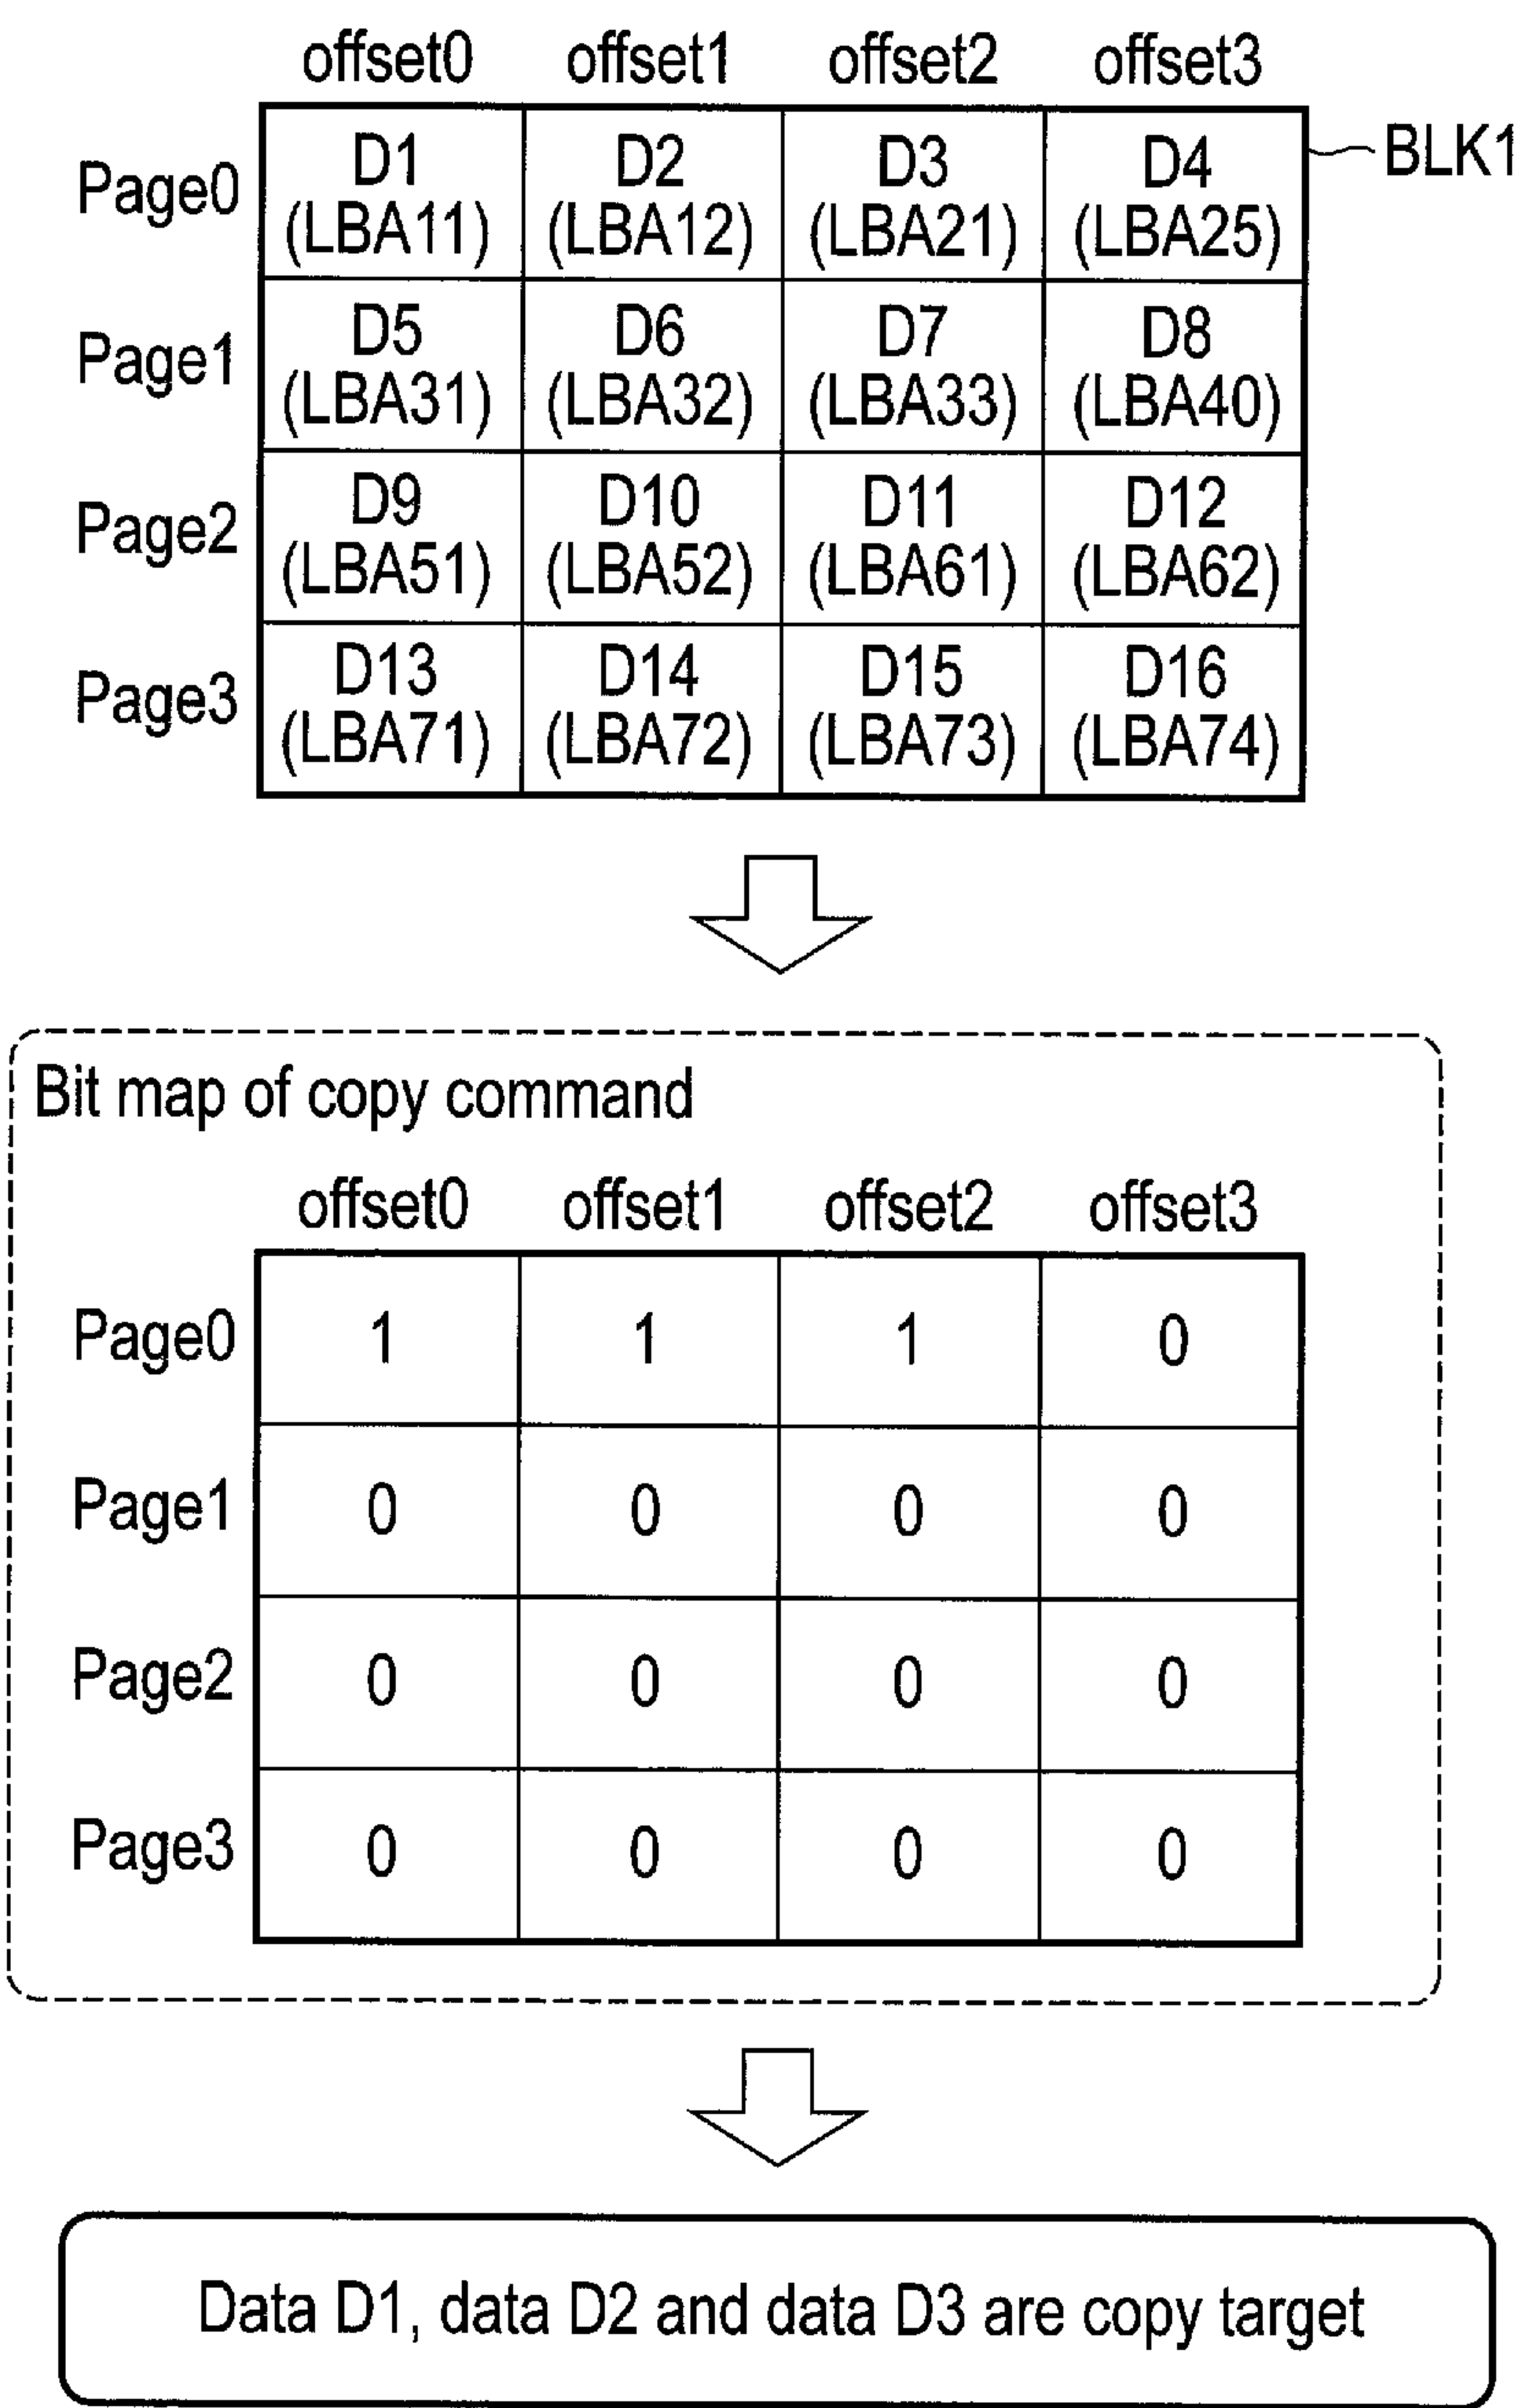 offset0 offset1 offset2 offset3
BLK1
Page0 D1 D2 D3 D4
(LBA11) (LBA12) (LBA21) (LBA25)
Page1 D5 D6 D7 D8
(LBA31) (LBA32) (LBA33) (LBA40)
Page2 D9 D10 D11 D12
(LBA51) (LBA52) (LBA61) (LBA62)
Page3 D13 D14 D15 D16
(LBA71) (LBA72) (LBA73) (LBA74)
Bit map of copy command
offset0 offset1 offset2 offset3
Page0 1 1 1 0
Page1 0 0 0 0
Page2 0 0 0 0
Page3 0 0 0 0
Data D1, data D2 and data D3 are copy target